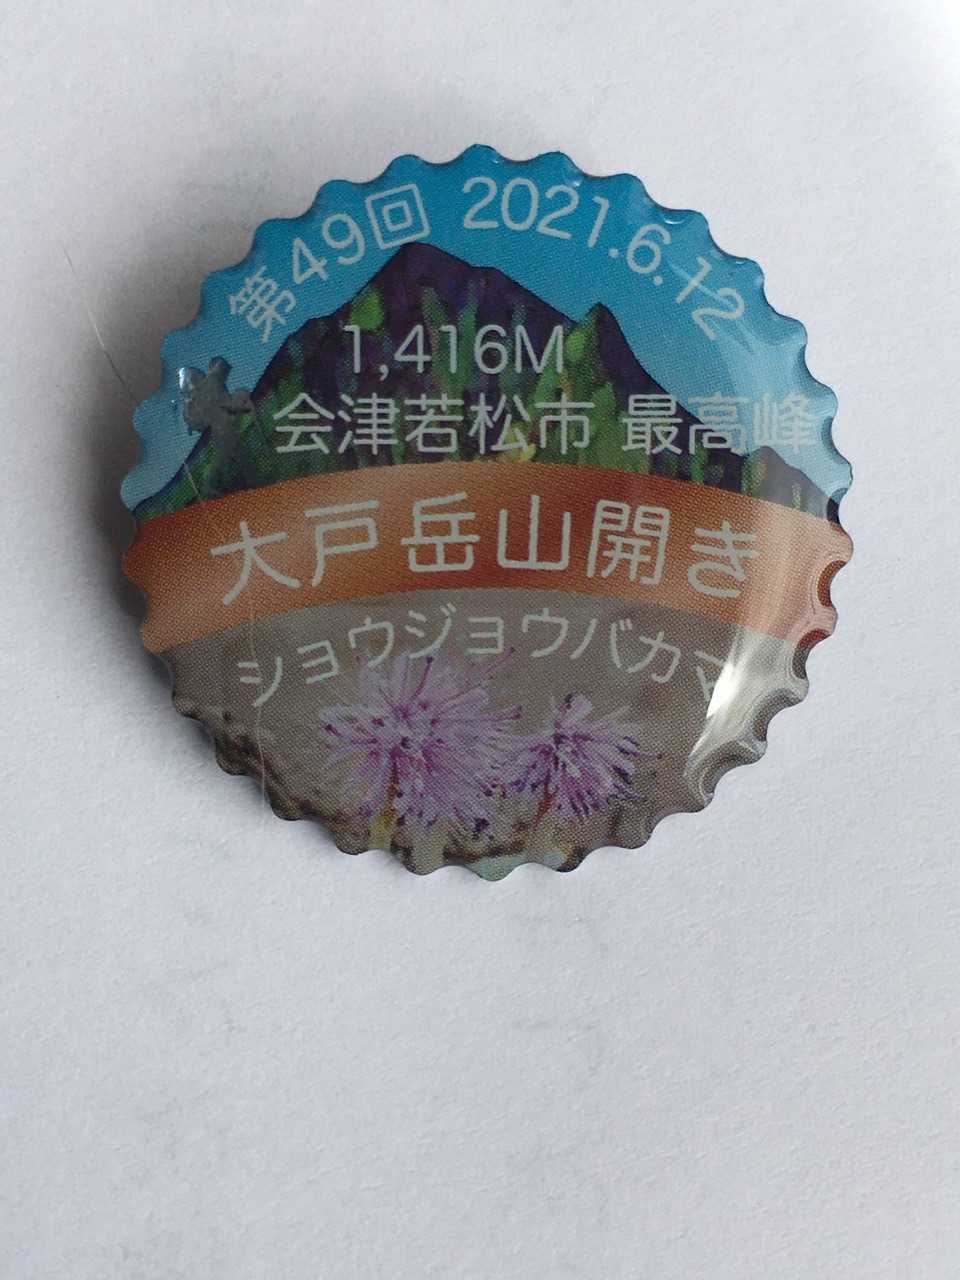 第49回 2021.6.12
1,416M
会津若松市 最高峰
大戸岳山開き
ショウジョウバカマ